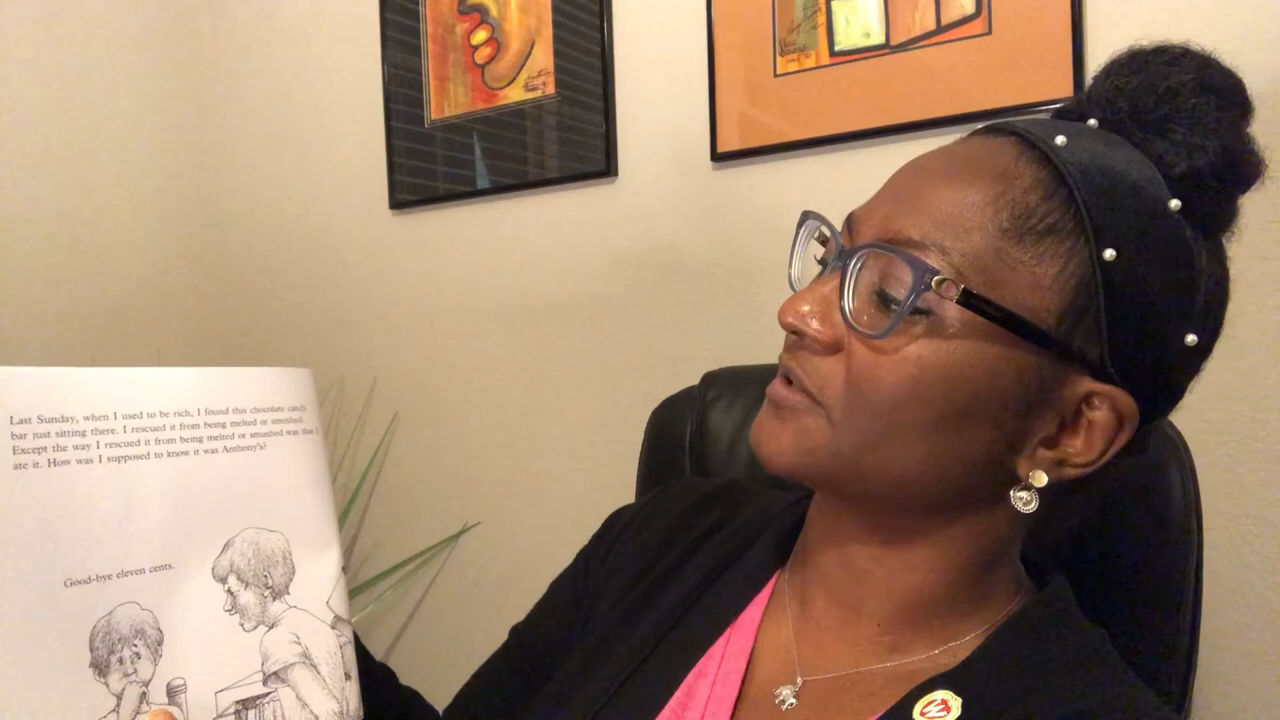 Last Sunday, when I used to be rich, I found this chocolate candy
bar just sitting there. I rescued it from being melted or smushed.
Except the way I rescued it from being melted or smushed was that I
ate it. How was I supposed to know it was Anthony's?
Good-bye eleven cents.
W